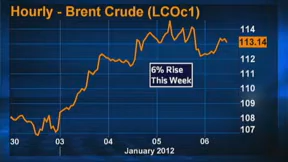 Hourly - Brent Crude (LCOc1)
114
113.14
112
111
110
109
108
107
6% Rise
This Week
30 03 04 05 06
January 2012